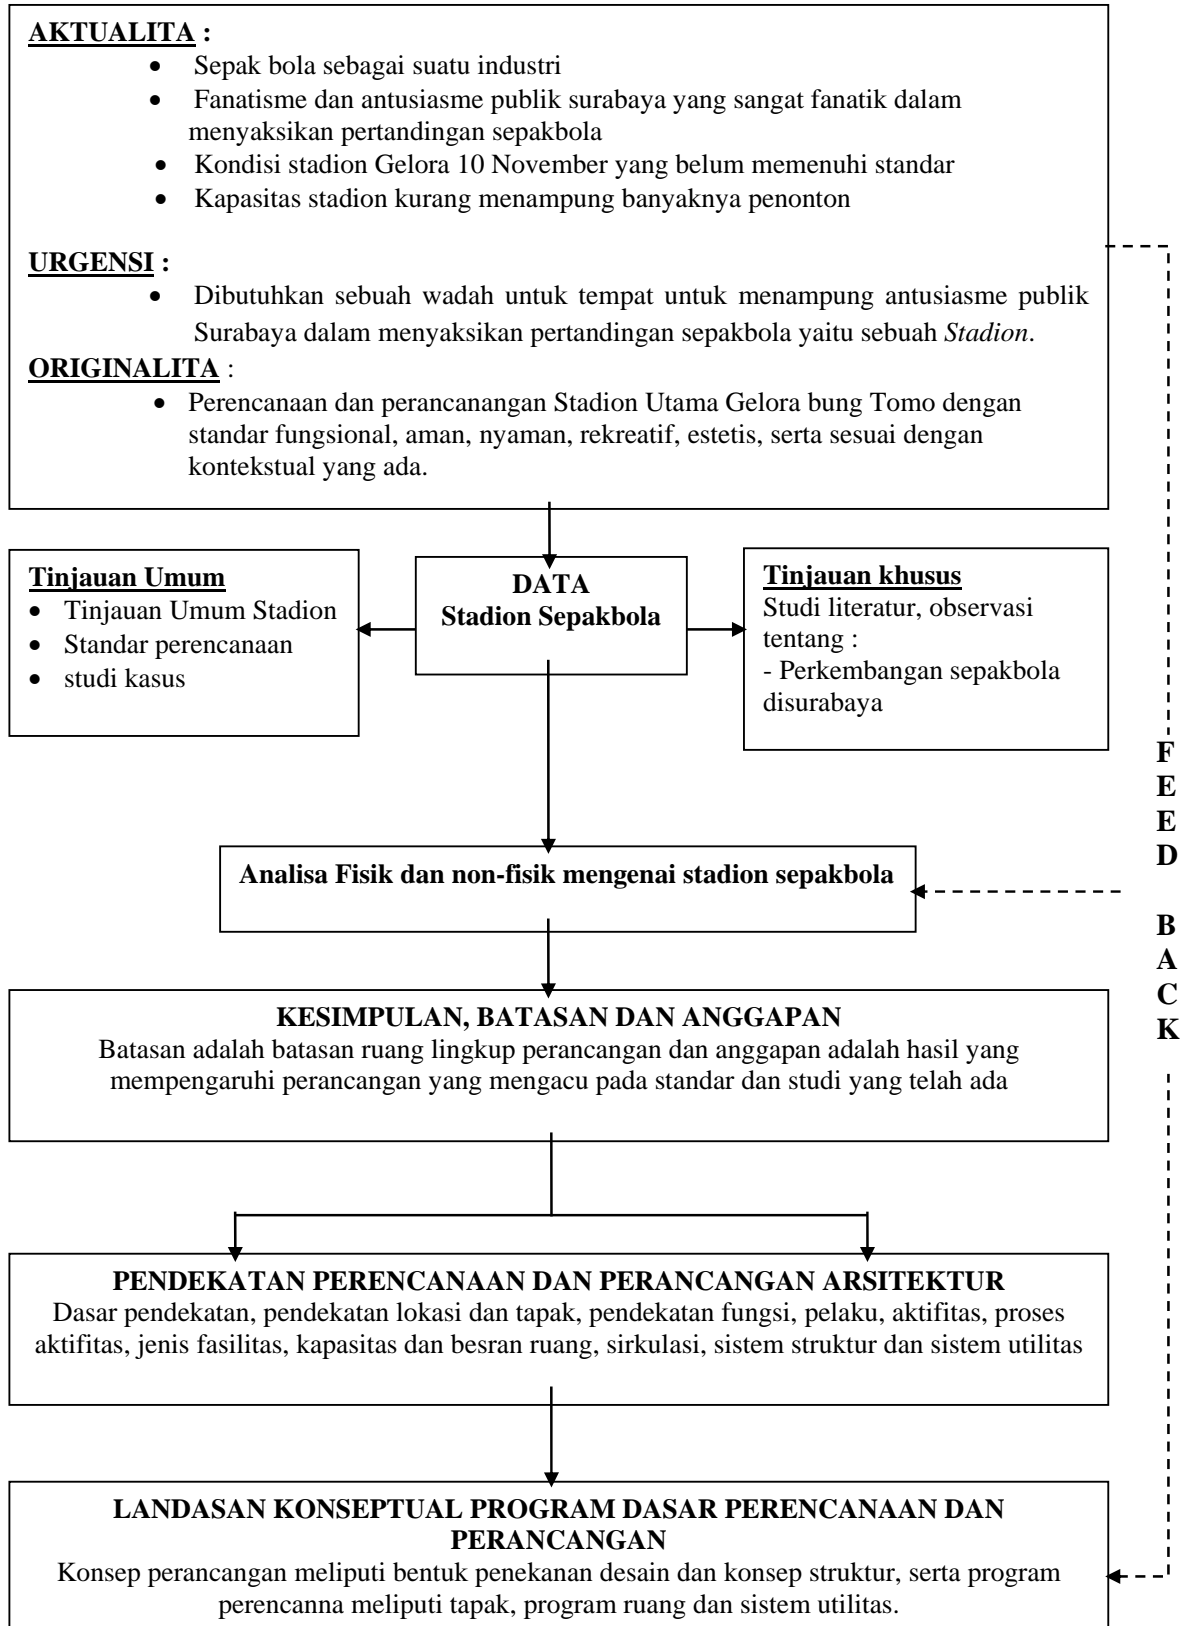 AKTUALITA :
• Sepak bola sebagai suatu industri
• Fanatisme dan antusiasme publik surabaya yang sangat fanatik dalam
menyaksikan pertandingan sepakbola
• Kondisi stadion Gelora 10 November yang belum memenuhi standar
• Kapasitas stadion kurang menampung banyaknya penonton
URGENSI :
• Dibutuhkan sebuah wadah untuk tempat untuk menampung antusiasme publik
Surabaya dalam menyaksikan pertandingan sepakbola yaitu sebuah Stadion.
ORIGINALITA :
• Perencanaan dan perancanangan Stadion Utama Gelora bung Tomo dengan
standar fungsional, aman, nyaman, rekreatif, estetis, serta sesuai dengan
kontekstual yang ada.
Tinjauan Umum
• Tinjauan Umum Stadion
• Standar perencanaan
• studi kasus
DATA
Stadion Sepakbola
Tinjauan khusus
Studi literatur, observasi
tentang :
- Perkembangan sepakbola
disurabaya
F
E
E
D
B
A
C
K
Analisa Fisik dan non-fisik mengenai stadion sepakbola
KESIMPULAN, BATASAN DAN ANGGAPAN
Batasan adalah batasan ruang lingkup perancangan dan anggapan adalah hasil yang
mempengaruhi perancangan yang mengacu pada standar dan studi yang telah ada
PENDEKATAN PERENCANAAN DAN PERANCANGAN ARSITEKTUR
Dasar pendekatan, pendekatan lokasi dan tapak, pendekatan fungsi, pelaku, aktifitas, proses
aktifitas, jenis fasilitas, kapasitas dan besran ruang, sirkulasi, sistem struktur dan sistem utilitas
LANDASAN KONSEPTUAL PROGRAM DASAR PERENCANAAN DAN
PERANCANGAN
Konsep perancangan meliputi bentuk penekanan desain dan konsep struktur, serta program
perencanna meliputi tapak, program ruang dan sistem utilitas.